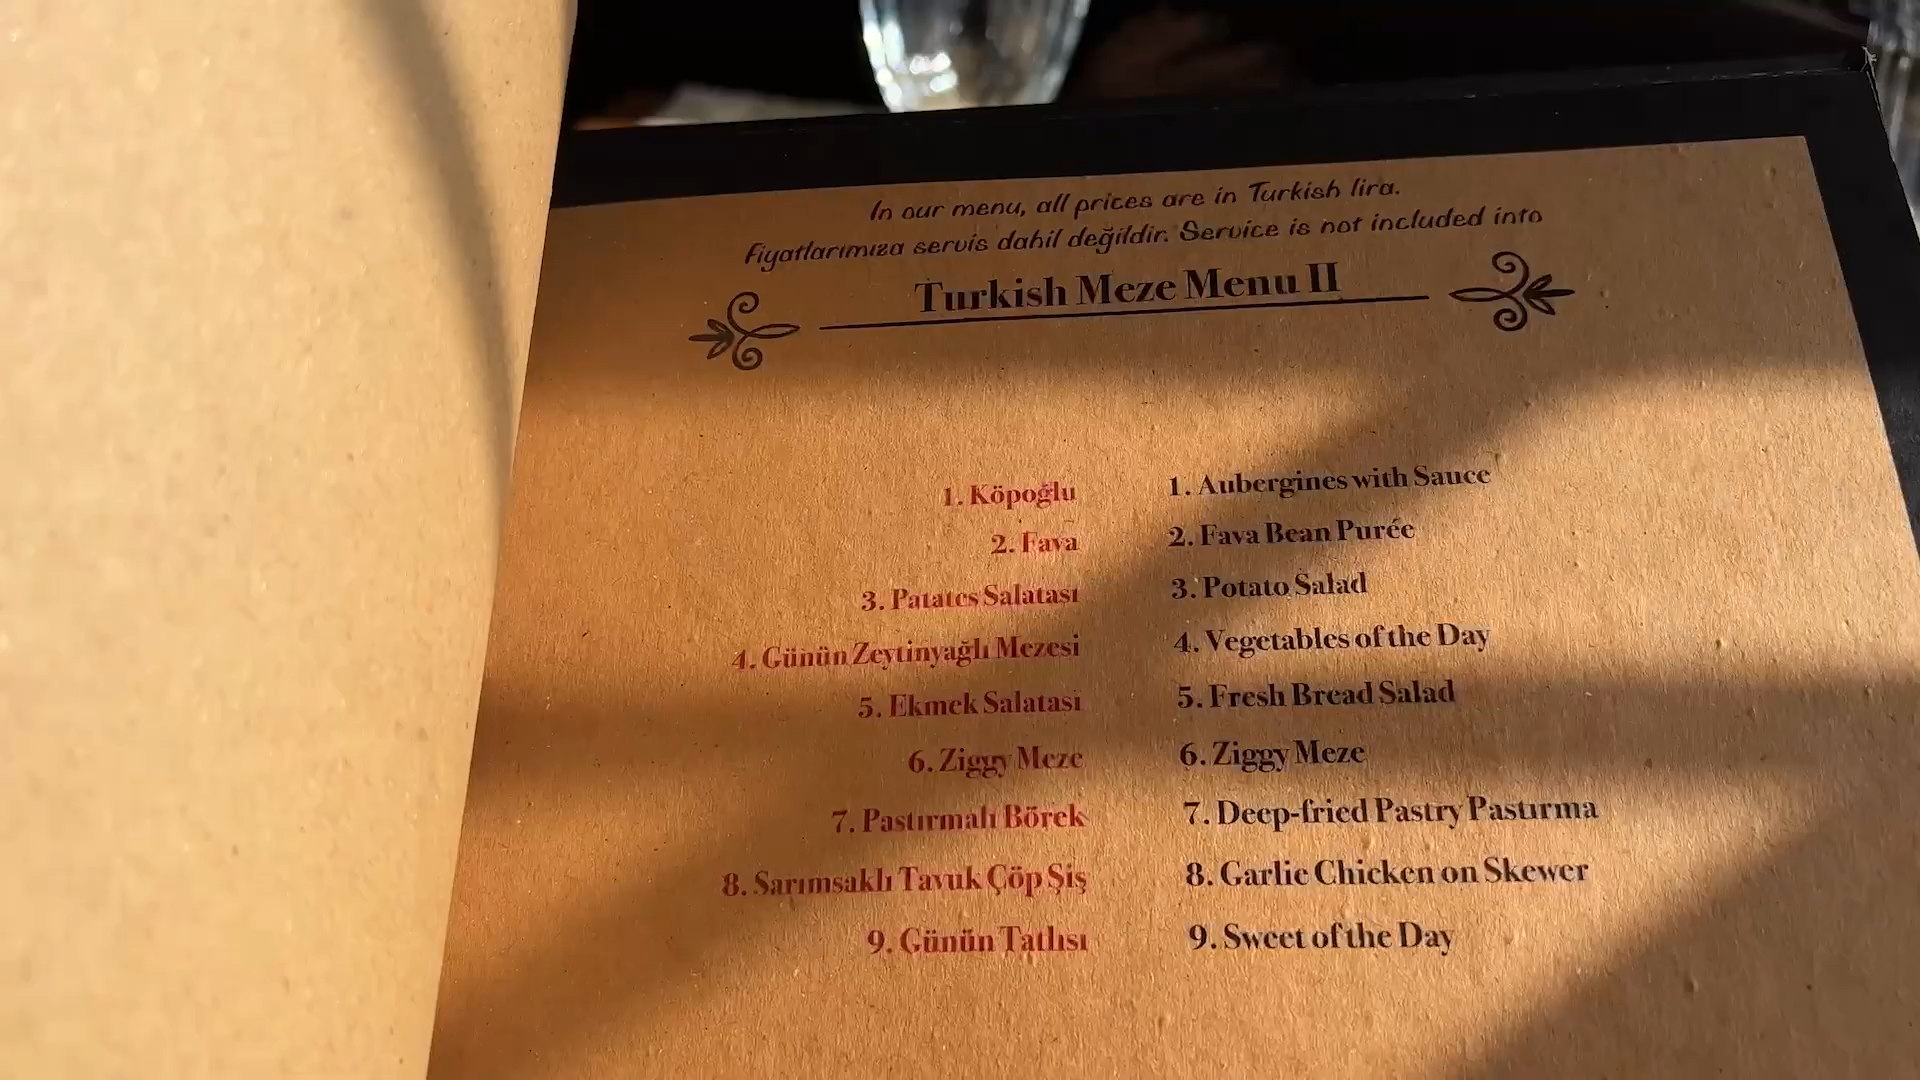 In our menu, all prices are in Turkish lira.
Fiyatlarımıza servis dahil değildir. Service is not included into
Turkish Meze Menu II
1. Köpoğlu
2. Fava
3. Patates Salatası
4. Günün Zeytinyağlı Mezesi
5. Ekmek Salatası
6. Ziggy Meze
7. Pastırmalı Börek
8. Sarımsaklı Tavuk Çöp Şiş
9. Günün Tatlısı
1. Aubergines with Sauce
2. Fava Bean Purée
3. Potato Salad
4. Vegetables of the Day
5. Fresh Bread Salad
6. Ziggy Meze
7. Deep-fried Pastry Pastırma
8. Garlic Chicken on Skewer
9. Sweet of the Day